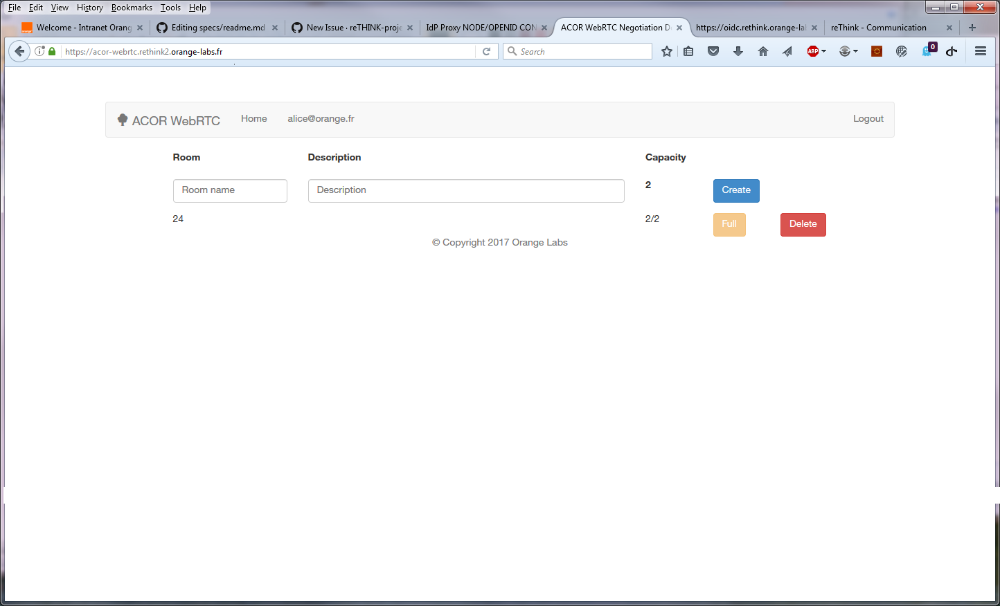 File Edit View History Bookmarks Tools Help
Welcome - Intranet Orang
Editing specs/readme.md
New Issue · reTHINK-proje
IdP Proxy NODE/OPENID CON
ACOR WebRTC Negotiation D
https://oidc.rethink.orange-lal
reThink - Communication
https://acor-webrtc.rethink2.orange-labs.fr
Search
ABP
0
ACOR WebRTC Home alice@orange.fr Logout
Room Description Capacity
Room name Description 2 Create
24 2/2 Full Delete
© Copyright 2017 Orange Labs